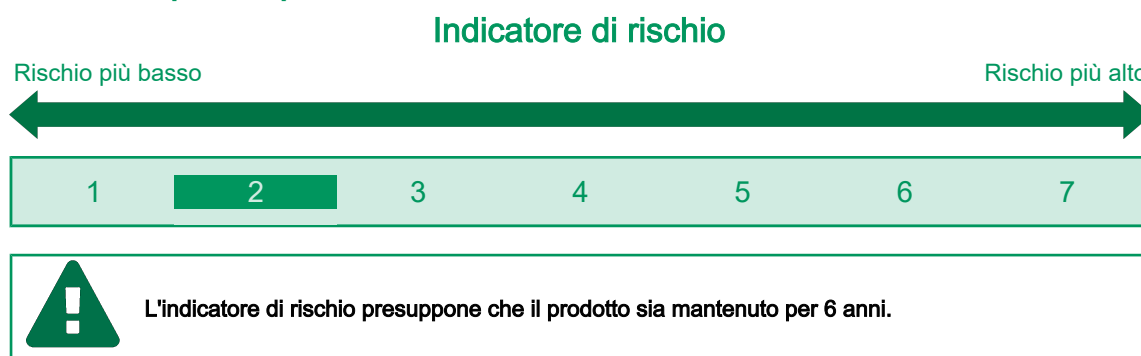 Indicatore di rischio
Rischio più basso
Rischio più alto
1 2 3 4 5 6 7
L'indicatore di rischio presuppone che il prodotto sia mantenuto per 6 anni.